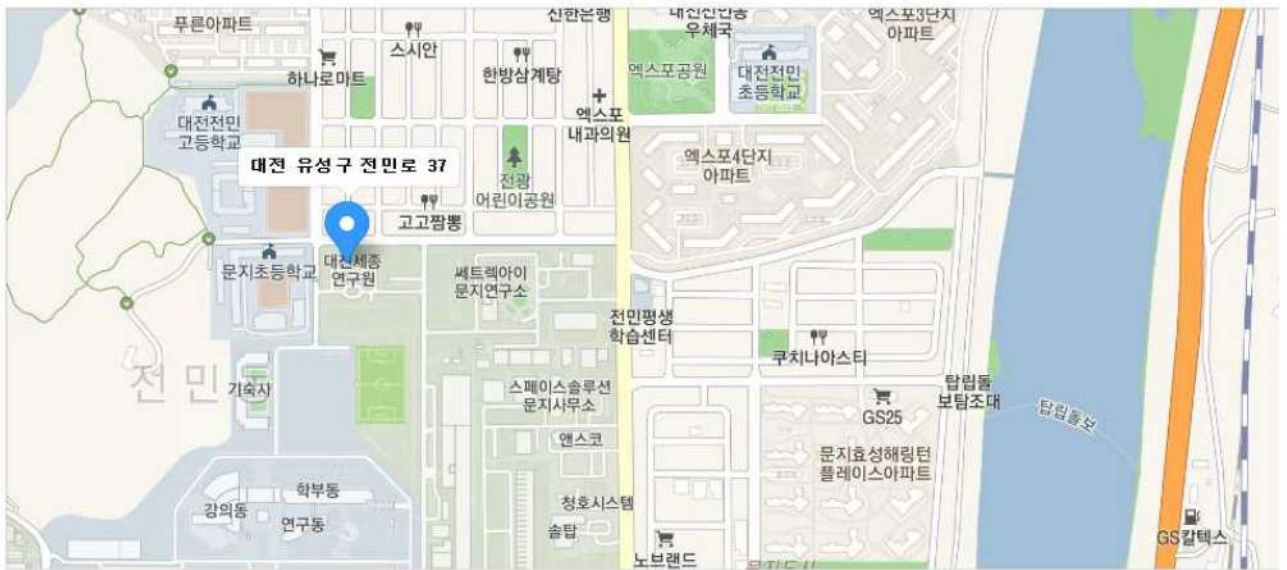 푸른아파트
스시안
신한은행
우체국
엑스포3단지
아파트
하나로마트
한방삼계탕
엑스포공원
대전전민
초등학교
대전전민
고등학교
엑스포
내과의원
대전 유성구 전민로 37
전광
어린이공원
엑스포4단지
아파트
고고짬뽕
문지초등학교
대전세종
연구원
쎄트렉아이
문지연구소
전민평생
학습센터
쿠치나아스티
전민
기숙사
스페이스솔루션
문지사무소
탑립돌
보탐조대
GS25
탑립돌보
앤스코
문지효성해링턴
플레이스아파트
학부동
강의동
연구동
청호시스템
솔탑
노브랜드
GS칼텍스